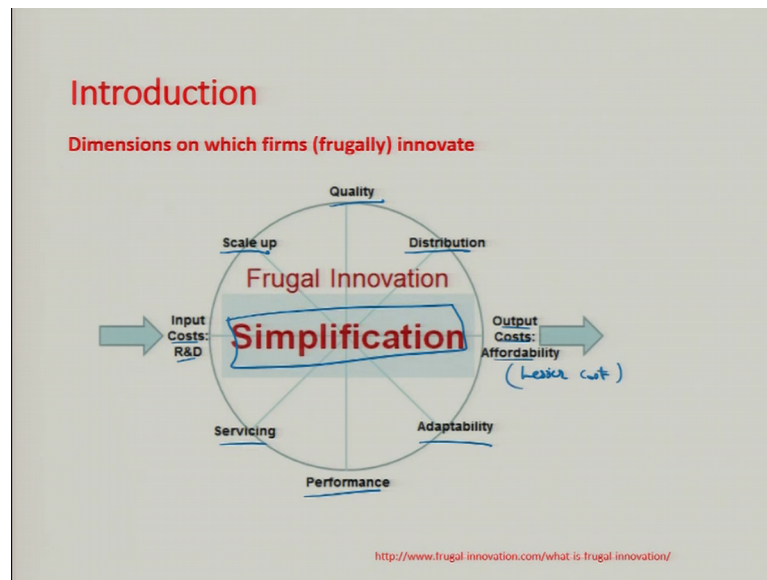 Introduction
Dimensions on which firms (frugally) innovate
Quality
Scale up
Distribution
Frugal Innovation
Input
Costs:
R&D
Simplification
Output
Costs:
Affordability
(Lesser cost)
Servicing
Adaptability
Performance
http://www.frugal-innovation.com/what-is-frugal-innovation/